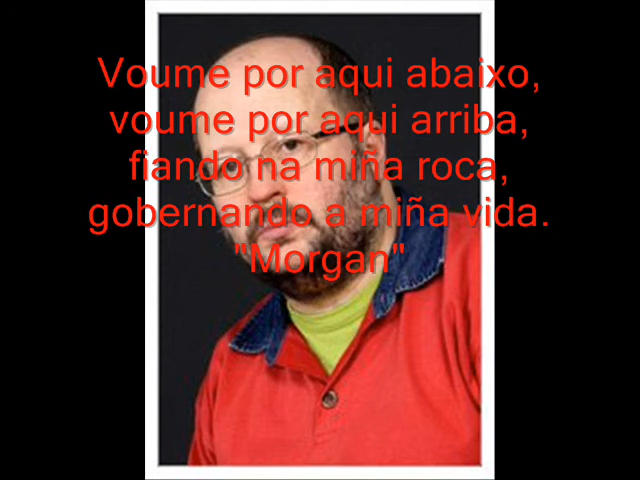 Voume por aqui abaixo,
voume por aqui arriba,
fiando na miña roca,
gobernando a miña vida.
"Morgan"